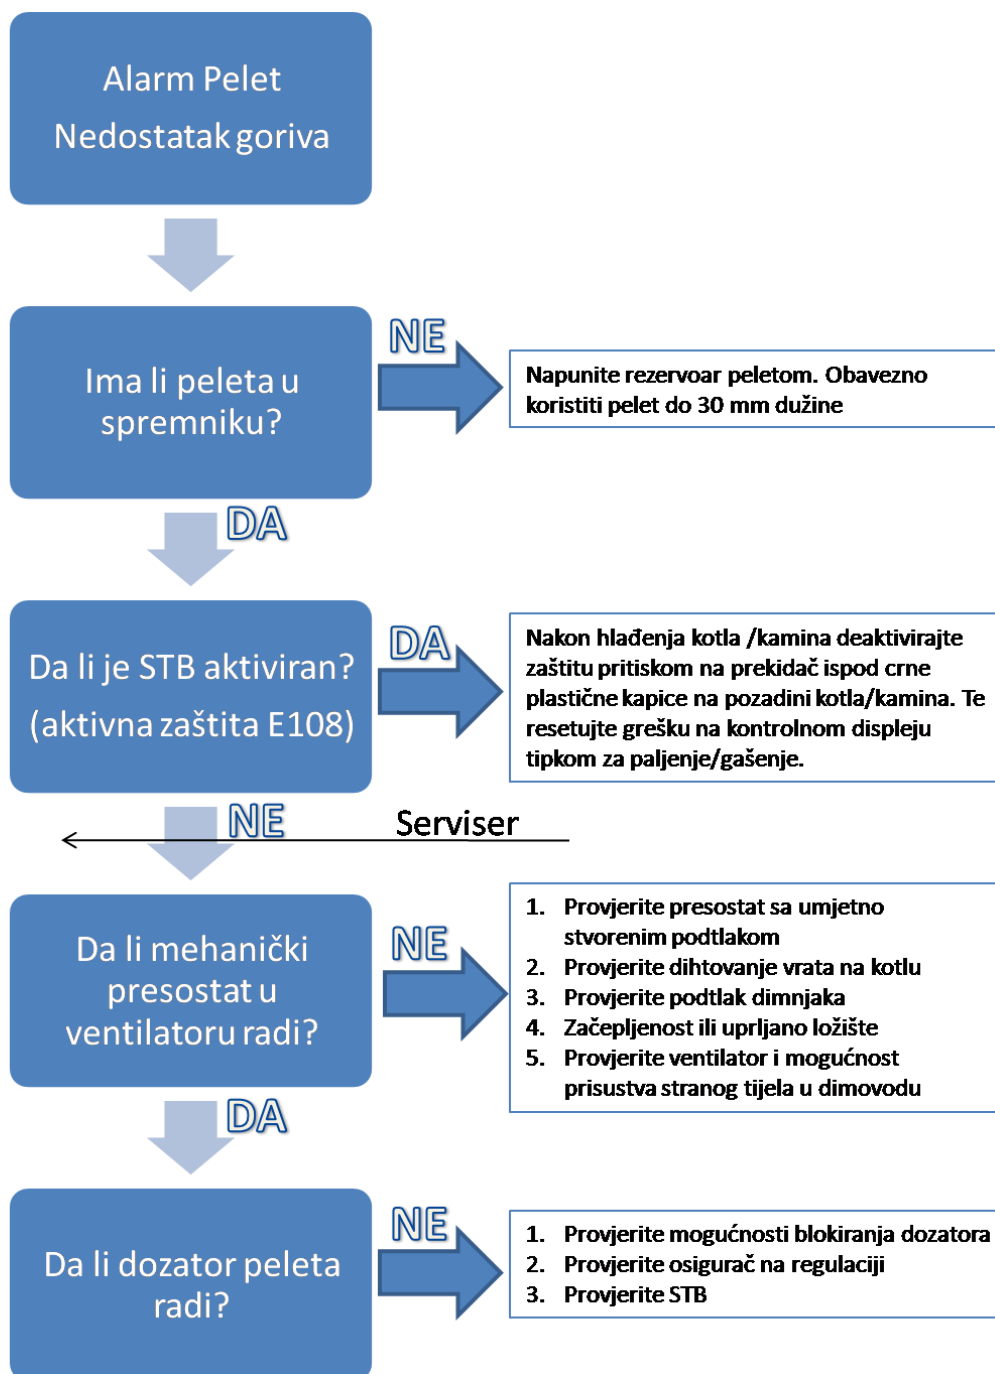 Alarm Pelet
Nedostatak goriva
NE
Ima li peleta u
spremniku?
Napunite rezervoar peletom. Obavezno
koristiti pelet do 30 mm dužine
DA
Da li je STB aktiviran?
(aktivna zaštita E108)
DA
Nakon hlađenja kotla /kamina deaktivirajte
zaštitu pritiskom na prekidač ispod crne
plastične kapice na pozadini kotla/kamina. Te
resetujte grešku na kontrolnom displeju
tipkom za paljenje/gašenje.
NE
Serviser
Da li mehanički
presostat u
ventilatoru radi?
NE
1. Provjerite presostat sa umjetno
stvorenim podtlakom
2. Provjerite dihtovanje vrata na kotlu
3. Provjerite podtlak dimnjaka
4. Začepljenost ili uprljano ložište
5. Provjerite ventilator i mogućnost
prisustva stranog tijela u dimovodu
DA
Da li dozator peleta
radi?
NE
1. Provjerite mogućnosti blokiranja dozatora
2. Provjerite osigurač na regulaciji
3. Provjerite STB